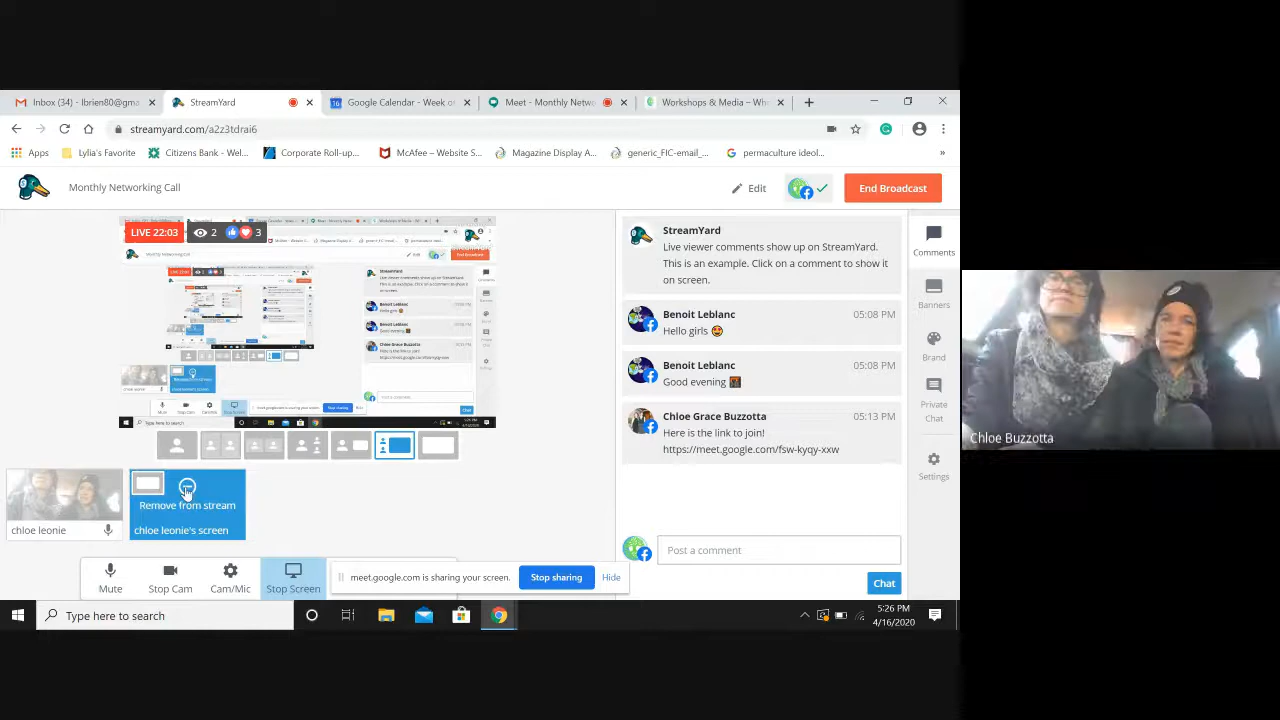 Inbox (34) - lbrien80@gma
StreamYard
Google Calendar - Week o
Meet - Monthly Netwo
Workshops & Media – Wh
streamyard.com/a2z3tdrai6
Apps
Lylia's Favorite
Citizens Bank - Wel...
Corporate Roll-up...
McAfee – Website S...
Magazine Display A...
generic_FIC-email_...
permaculture ideol...
»
Monthly Networking Call
Edit
End Broadcast
LIVE 22:03
2
3
StreamYard
Live viewer comments show up on StreamYard.
This is an example. Click on a comment to show it
on screen.
Benoit Leblanc
05:08 PM
Hello girls 😍
Benoit Leblanc
05:08 PM
Good evening
Chloe Grace Buzzotta
05:13 PM
Here is the link to join!
https://meet.google.com/fsw-kyqy-xxw
Comments
Banners
Brand
Private
Chat
Settings
Remove from stream
chloe leonie
chloe leonie's screen
Mute
Stop Cam
Cam/Mic
Stop Screen
meet.google.com is sharing your screen.
Stop sharing
Hide
Post a comment
Chat
Type here to search
5:26 PM
4/16/2020
Chloe Buzzotta